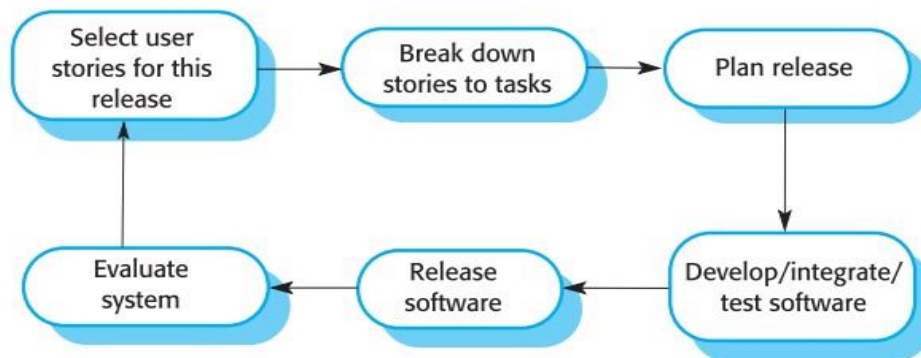 Select user
stories for this
release
Break down
stories to tasks
Plan release
Develop/integrate/
test software
Release
software
Evaluate
system